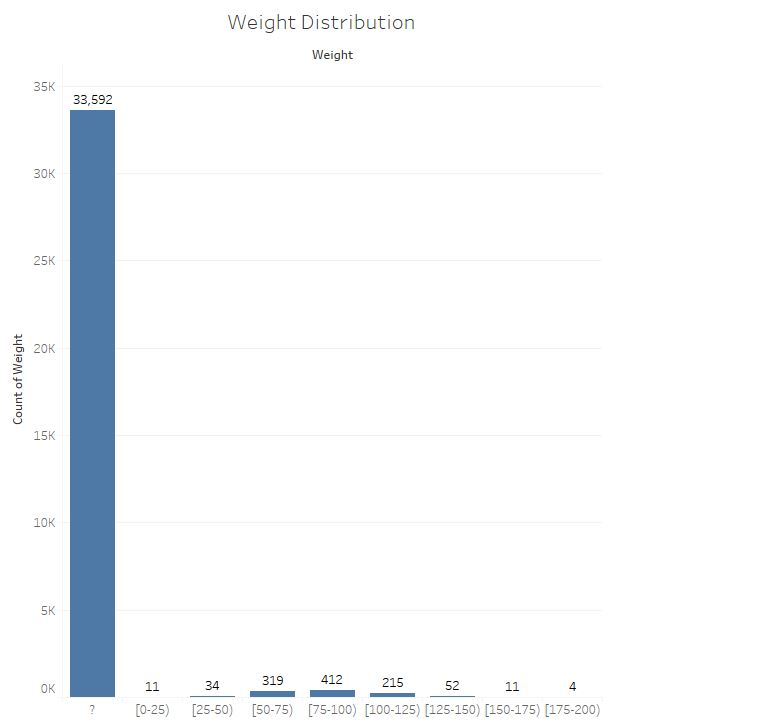 Weight Distribution
Weight
35K
33,592
30K
25K
20K
Count of Weight
15K
10K
5K
0K
11 34 319 412 215 52 11 4
? [0-25) [25-50) [50-75) [75-100) [100-125) [125-150) [150-175) [175-200)